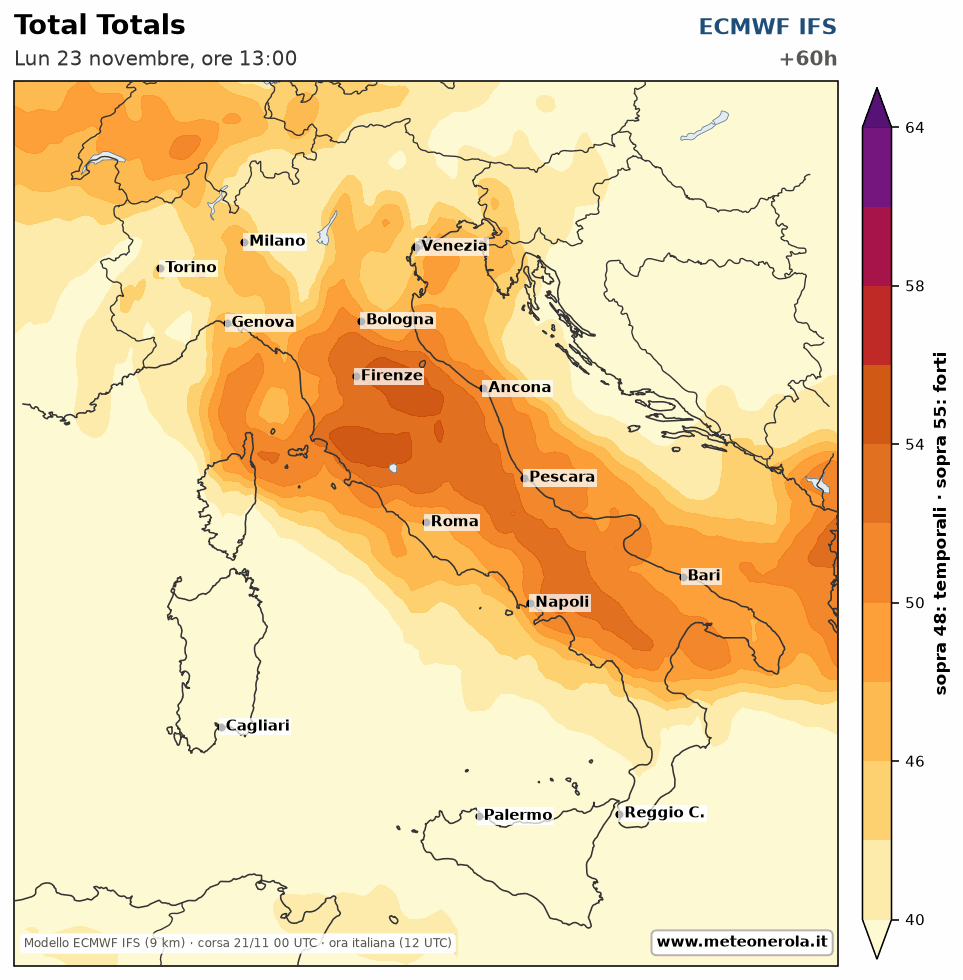 Total Totals
ECMWF IFS
Lun 23 novembre, ore 13:00
+60h
Milano
Venezia
Torino
Genova
Bologna
Firenze
Ancona
Pescara
Roma
Bari
Napoli
Cagliari
Palermo
Reggio C.
64
58
54
50
46
40
sopra 48: temporali · sopra 55: forti
Modello ECMWF IFS (9 km) · corsa 21/11 00 UTC · ora italiana (12 UTC)
www.meteonerola.it